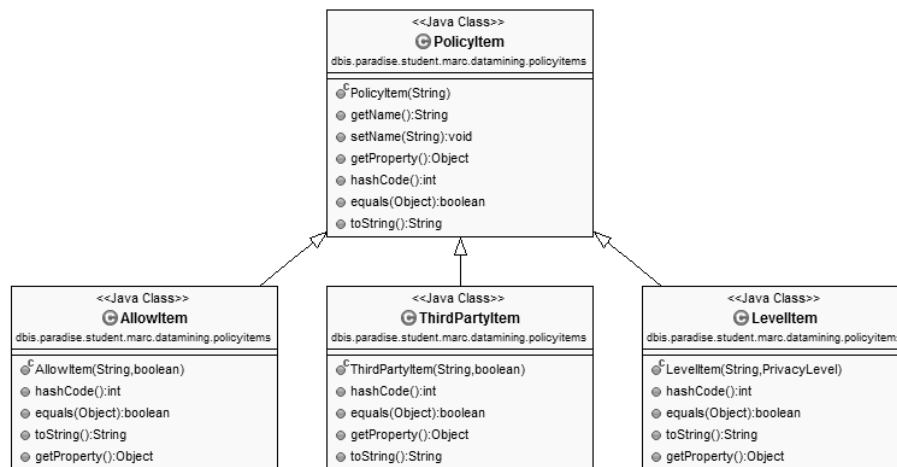 <<Java Class>>
PolicyItem
dbis.paradise.student.marc.datamining.policyitems
PolicyItem(String)
getName():String
setName(String):void
getProperty():Object
hashCode():int
equals(Object):boolean
toString():String
<<Java Class>>
AllowItem
dbis.paradise.student.marc.datamining.policyitems
AllowItem(String,boolean)
hashCode():int
equals(Object):boolean
toString():String
getProperty():Object
<<Java Class>>
ThirdPartyItem
dbis.paradise.student.marc.datamining.policyitems
ThirdPartyItem(String,boolean)
hashCode():int
equals(Object):boolean
getProperty():Object
toString():String
<<Java Class>>
LevelItem
dbis.paradise.student.marc.datamining.policyitems
LevelItem(String,PrivacyLevel)
hashCode():int
equals(Object):boolean
toString():String
getProperty():Object